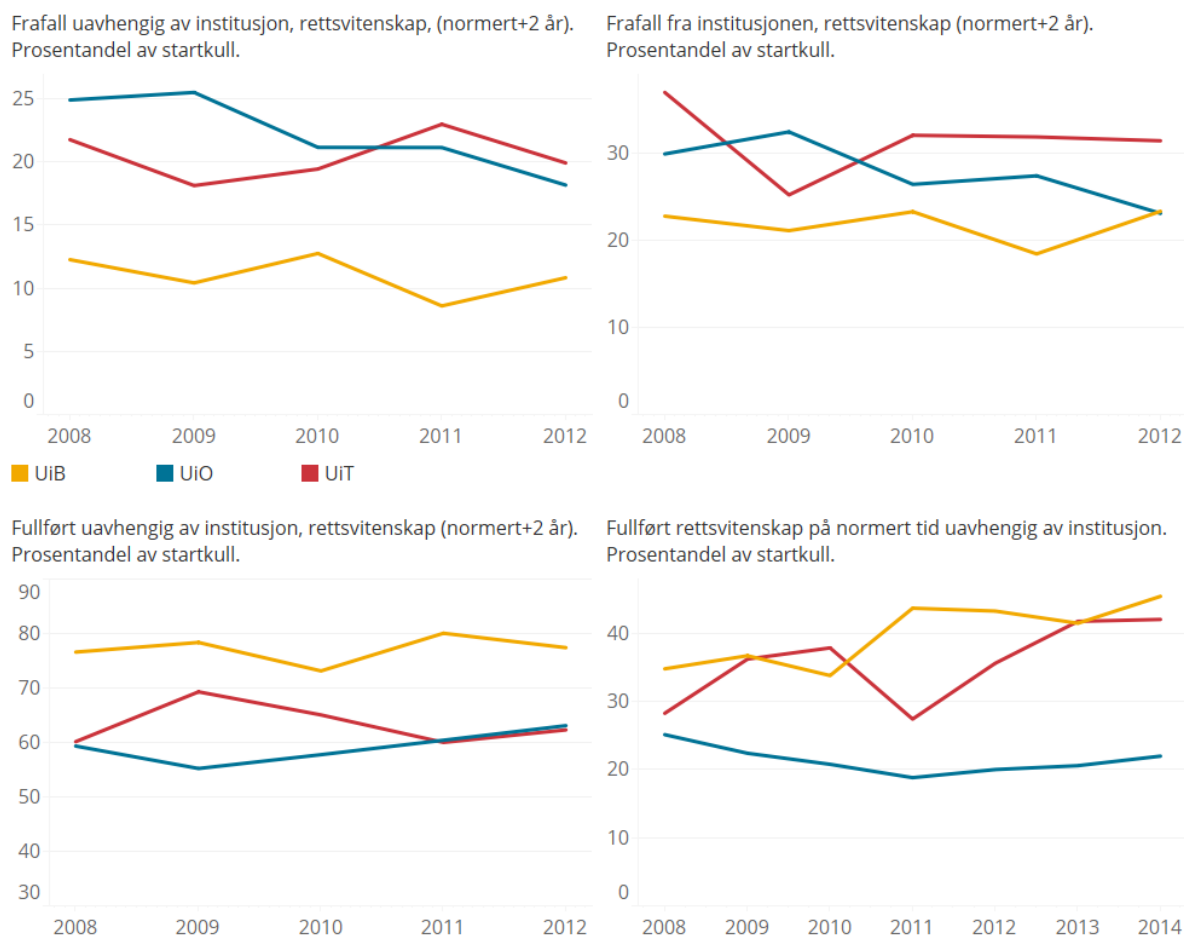 Frafall uavhengig av institusjon, rettsvitenskap, (normert+2 år).
Prosentandel av startkull.
25
20
15
10
5
0
2008 2009 2010 2011 2012
UiB UiO UiT
Frafall fra institusjonen, rettsvitenskap (normert+2 år).
Prosentandel av startkull.
30
20
10
0
2008 2009 2010 2011 2012
Fullført uavhengig av institusjon, rettsvitenskap (normert+2 år).
Prosentandel av startkull.
90
80
70
60
50
40
30
2008 2009 2010 2011 2012
Fullført rettsvitenskap på normert tid uavhengig av institusjon.
Prosentandel av startkull.
40
30
20
10
0
2008 2009 2010 2011 2012 2013 2014